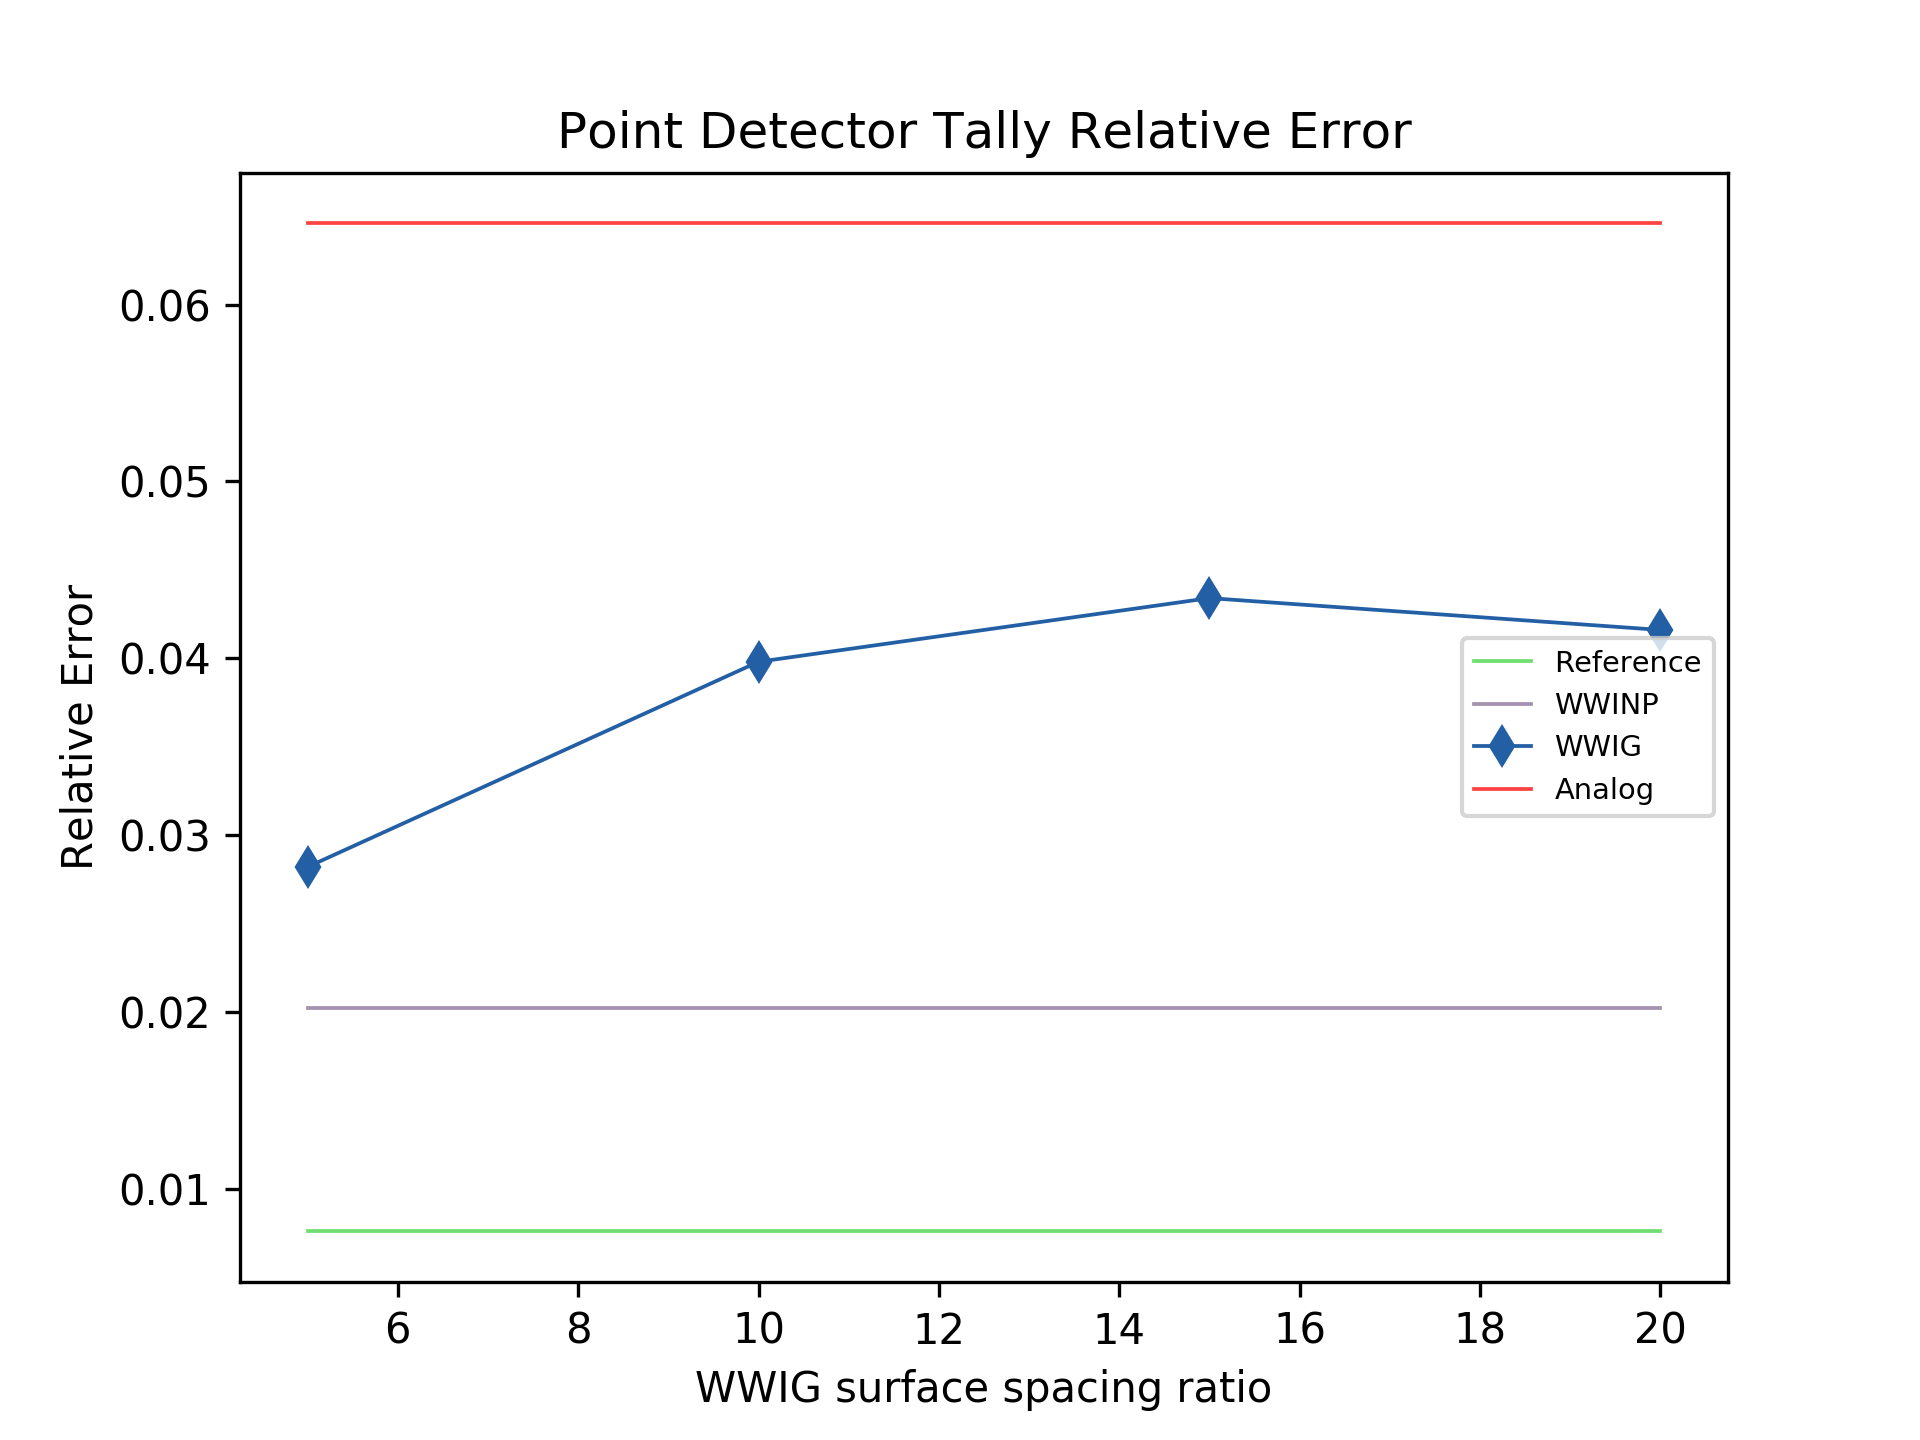 Point Detector Tally Relative Error
0.06
0.05
0.04
0.03
0.02
0.01
Relative Error
Reference
WWINP
WWIG
Analog
6 8 10 12 14 16 18 20
WWIG surface spacing ratio